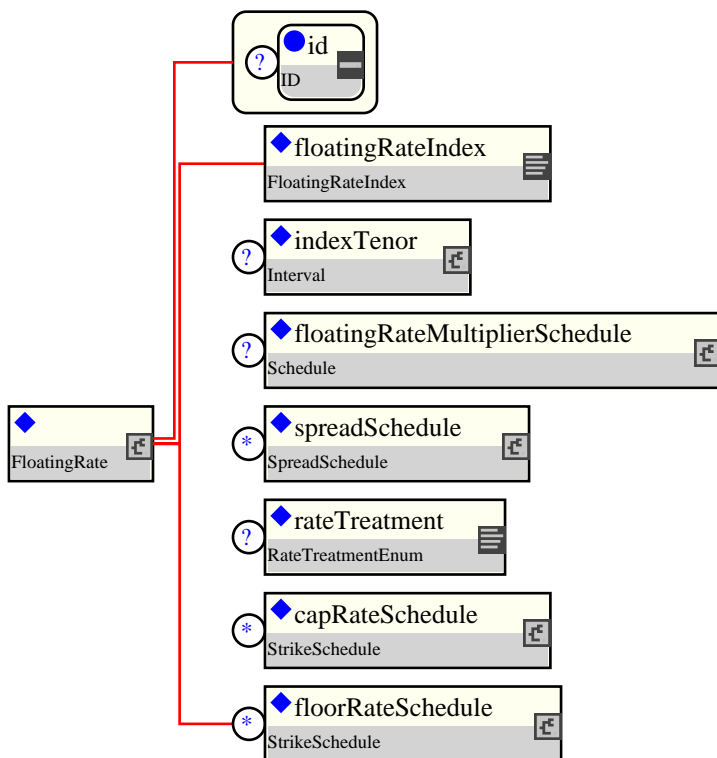 ? id
ID
floatingRateIndex
FloatingRateIndex
? indexTenor
Interval
? floatingRateMultiplierSchedule
Schedule
FloatingRate
* spreadSchedule
SpreadSchedule
? rateTreatment
RateTreatmentEnum
* capRateSchedule
StrikeSchedule
* floorRateSchedule
StrikeSchedule